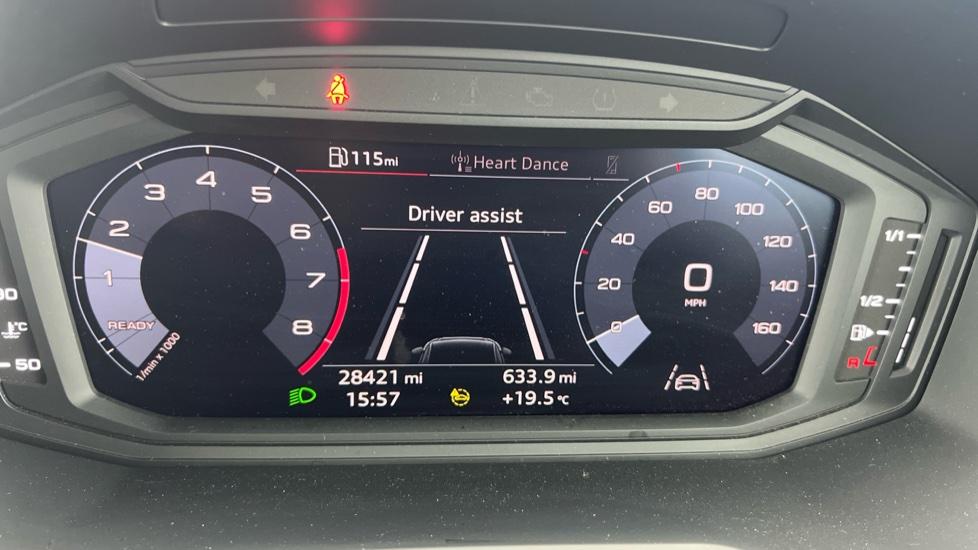 115mi
Heart Dance
Driver assist
1
2
3
4
5
6
7
8
READY
1/min x 1000
0
20
40
60
80
100
120
140
160
0
MPH
28421 mi
633.9 mi
15:57
+19.5 °C
90
°C
50
1/1
1/2
R